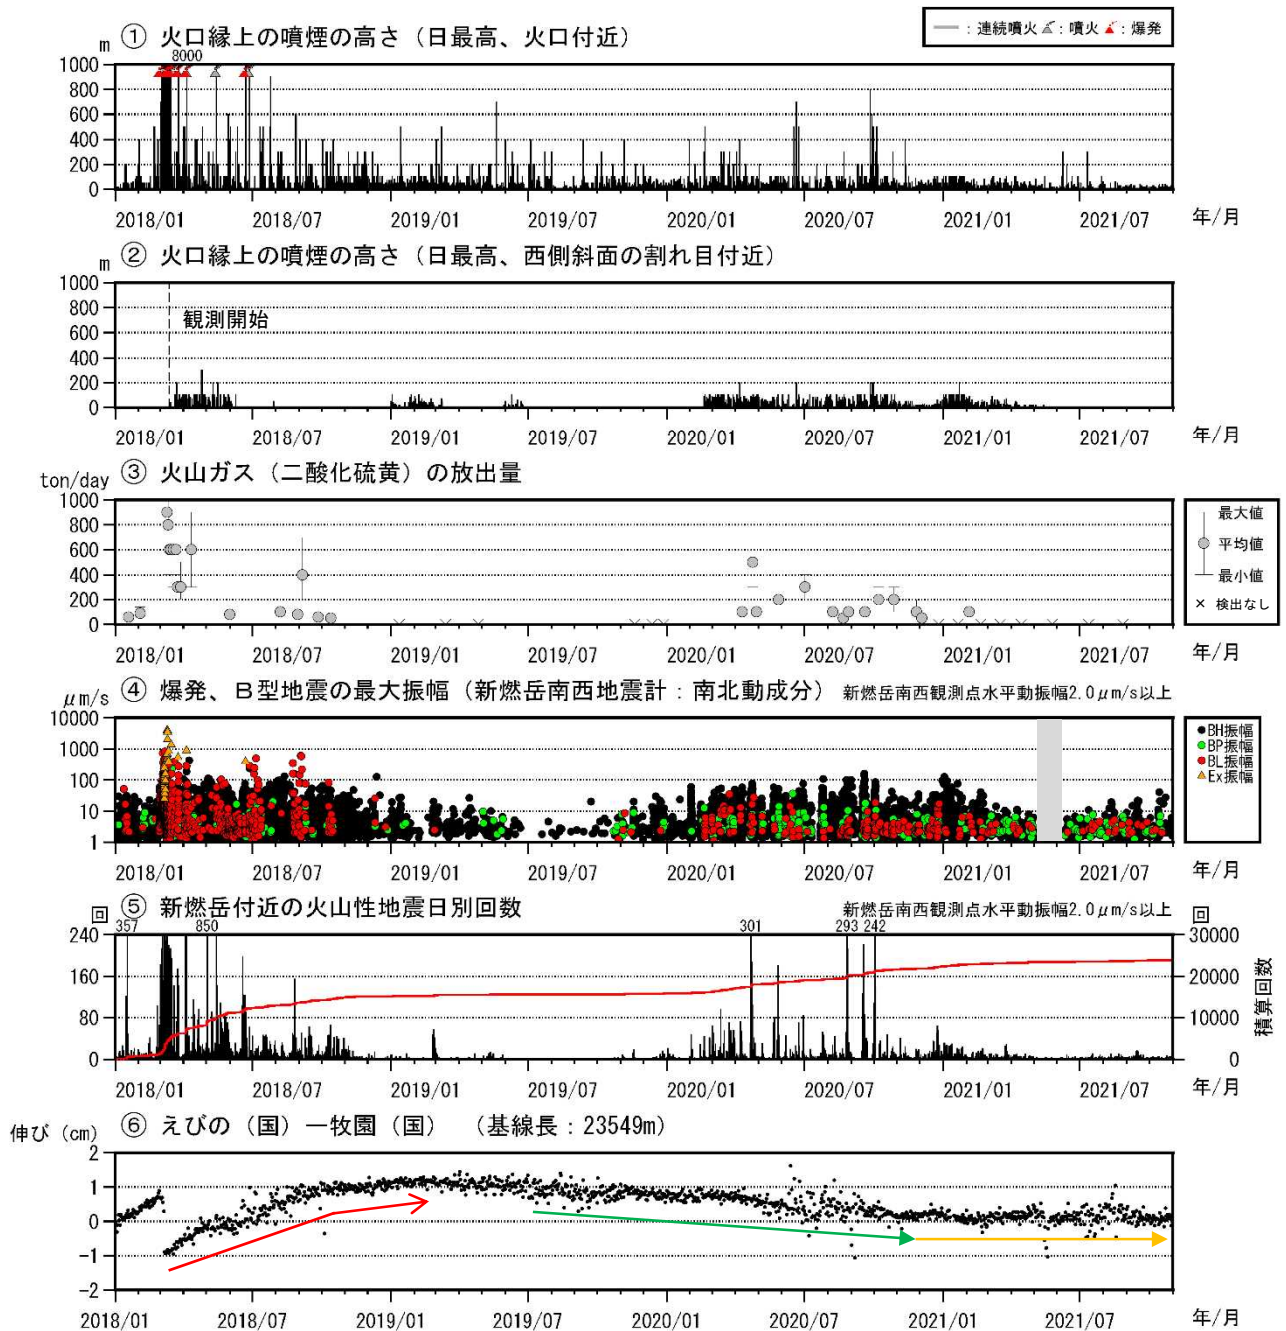 ① 火口縁上の噴煙の高さ（日最高、火口付近）
━ : 連続噴火 ▲ : 噴火 ▲ : 爆発
m
8000
1000
800
600
400
200
0
2018/01 2018/07 2019/01 2019/07 2020/01 2020/07 2021/01 2021/07 年/月
② 火口縁上の噴煙の高さ（日最高、西側斜面の割れ目付近）
m
1000
800
600
400
200
0
観測開始
2018/01 2018/07 2019/01 2019/07 2020/01 2020/07 2021/01 2021/07 年/月
③ 火山ガス（二酸化硫黄）の放出量
ton/day
1000
800
600
400
200
0
最大値
平均値
最小値
× 検出なし
2018/01 2018/07 2019/01 2019/07 2020/01 2020/07 2021/01 2021/07 年/月
④ 爆発、Ｂ型地震の最大振幅（新燃岳南西地震計：南北動成分） 新燃岳南西観測点水平動振幅2.0μm/s以上
μm/s
10000
1000
100
10
1
BH振幅
BP振幅
BL振幅
Ex振幅
2018/01 2018/07 2019/01 2019/07 2020/01 2020/07 2021/01 2021/07 年/月
⑤ 新燃岳付近の火山性地震日別回数 新燃岳南西観測点水平動振幅2.0μm/s以上
回 回
357 850 301 293 242
240 30000
160 20000
80 10000
0 0
積算回数
2018/01 2018/07 2019/01 2019/07 2020/01 2020/07 2021/01 2021/07 年/月
⑥ えびの（国）－牧園（国） （基線長：23549m）
伸び（cm）
2
1
0
-1
-2
2018/01 2018/07 2019/01 2019/07 2020/01 2020/07 2021/01 2021/07 年/月